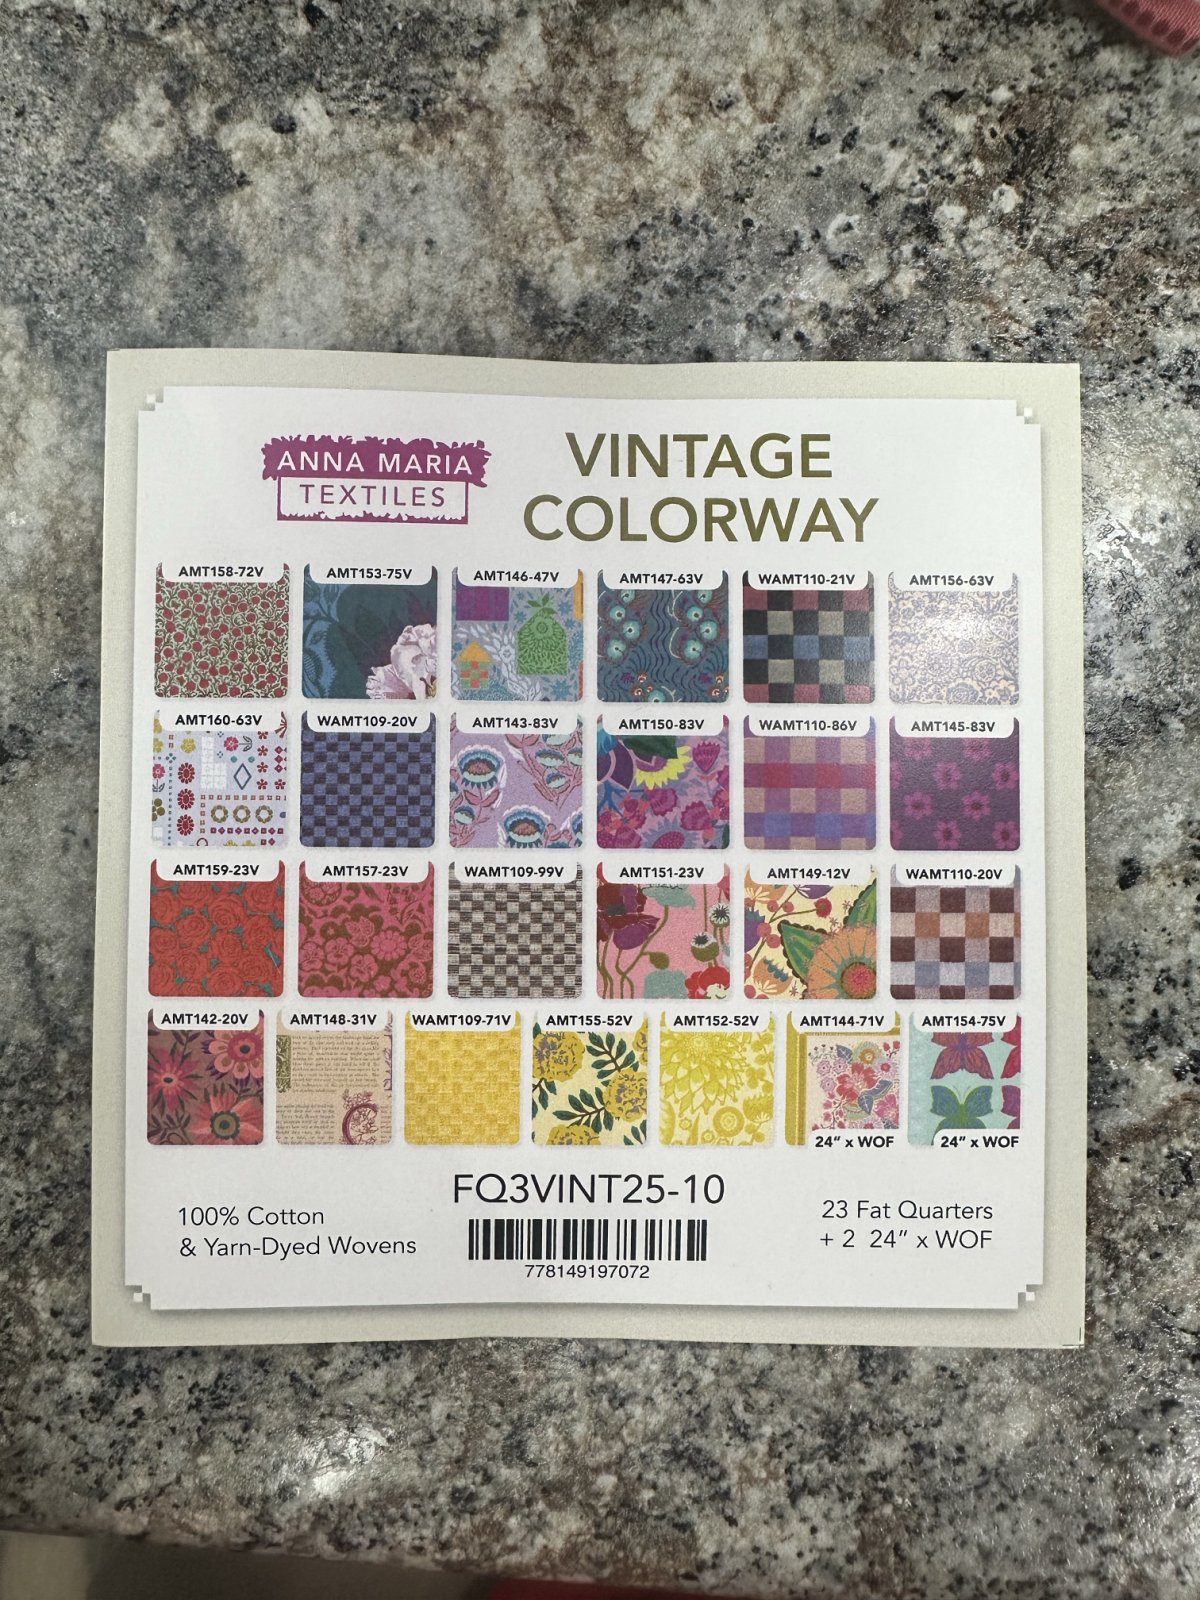 ANNA MARIA
TEXTILES
VINTAGE
COLORWAY
AMT158-72V
AMT153-75V
AMT146-47V
AMT147-63V
WAMT110-21V
AMT156-63V
AMT160-63V
WAMT109-20V
AMT143-83V
AMT150-83V
WAMT110-86V
AMT145-83V
AMT159-23V
AMT157-23V
WAMT109-99V
AMT151-23V
AMT149-12V
WAMT110-20V
AMT142-20V
AMT148-31V
WAMT109-71V
AMT155-52V
AMT152-52V
AMT144-71V
AMT154-75V
24" x WOF
24" x WOF
FQ3VINT25-10
100% Cotton
& Yarn-Dyed Wovens
778149197072
23 Fat Quarters
+ 2 24" x WOF